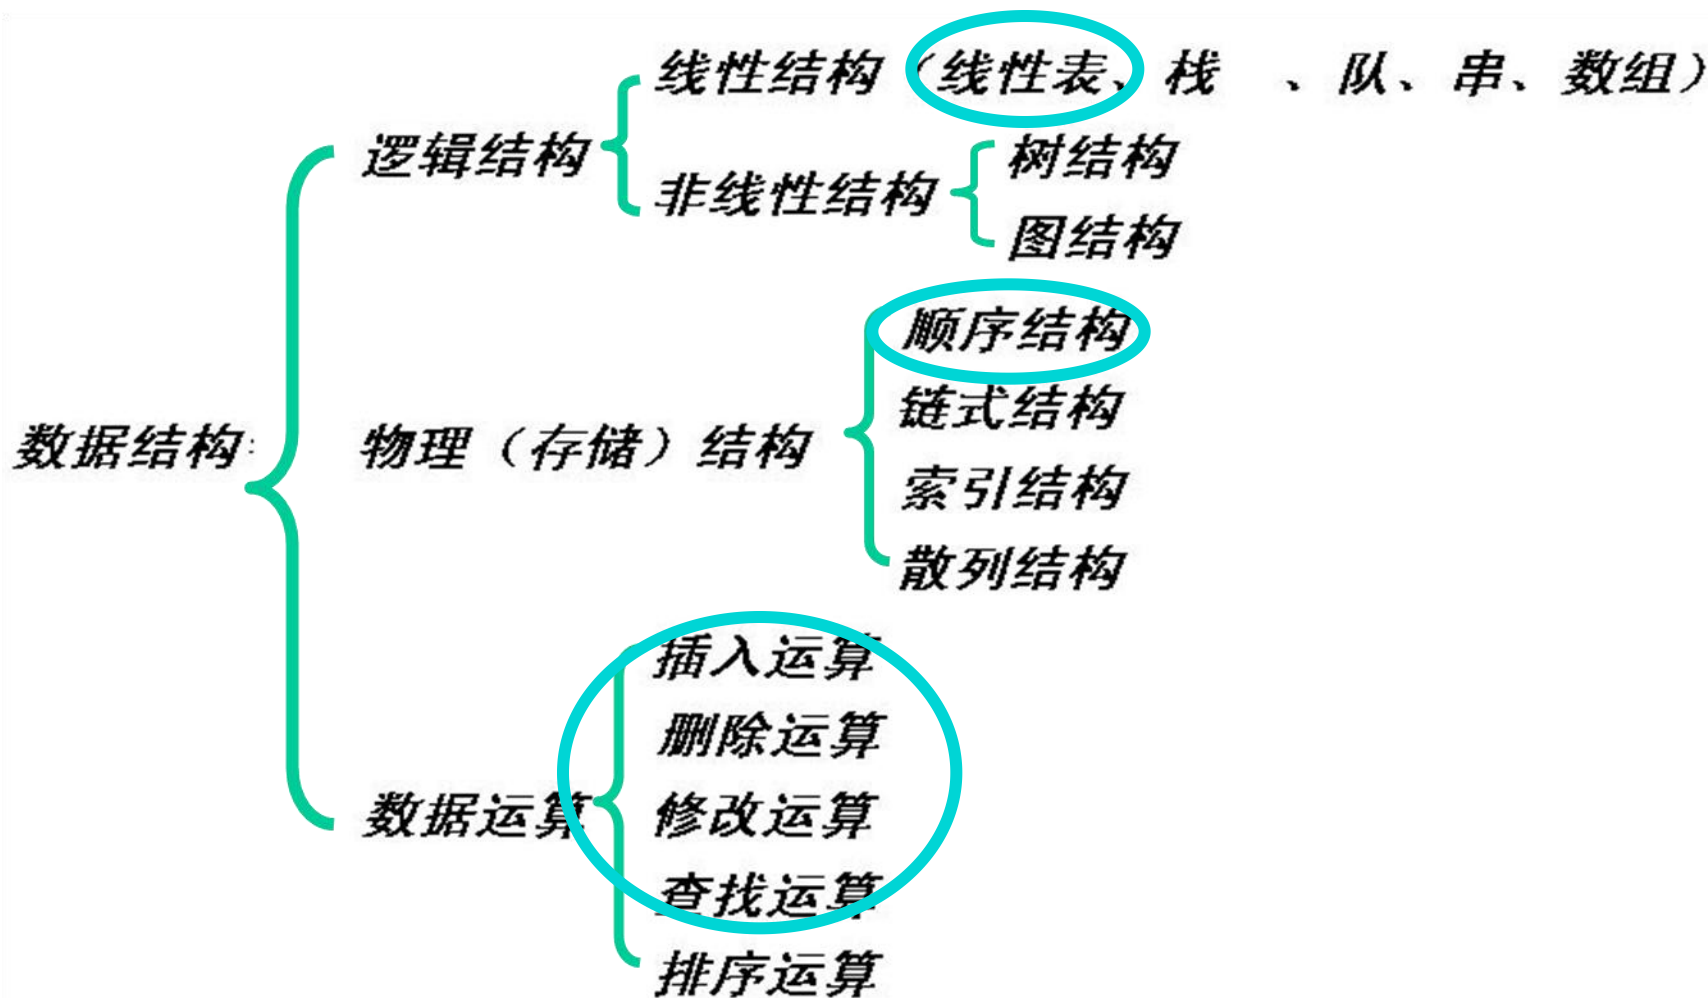 线性结构（线性表、栈 、队、串、数组）
逻辑结构
树结构
非线性结构
图结构
顺序结构
链式结构
数据结构:
物理（存储）结构
索引结构
散列结构
插入运算
删除运算
数据运算
修改运算
查找运算
排序运算